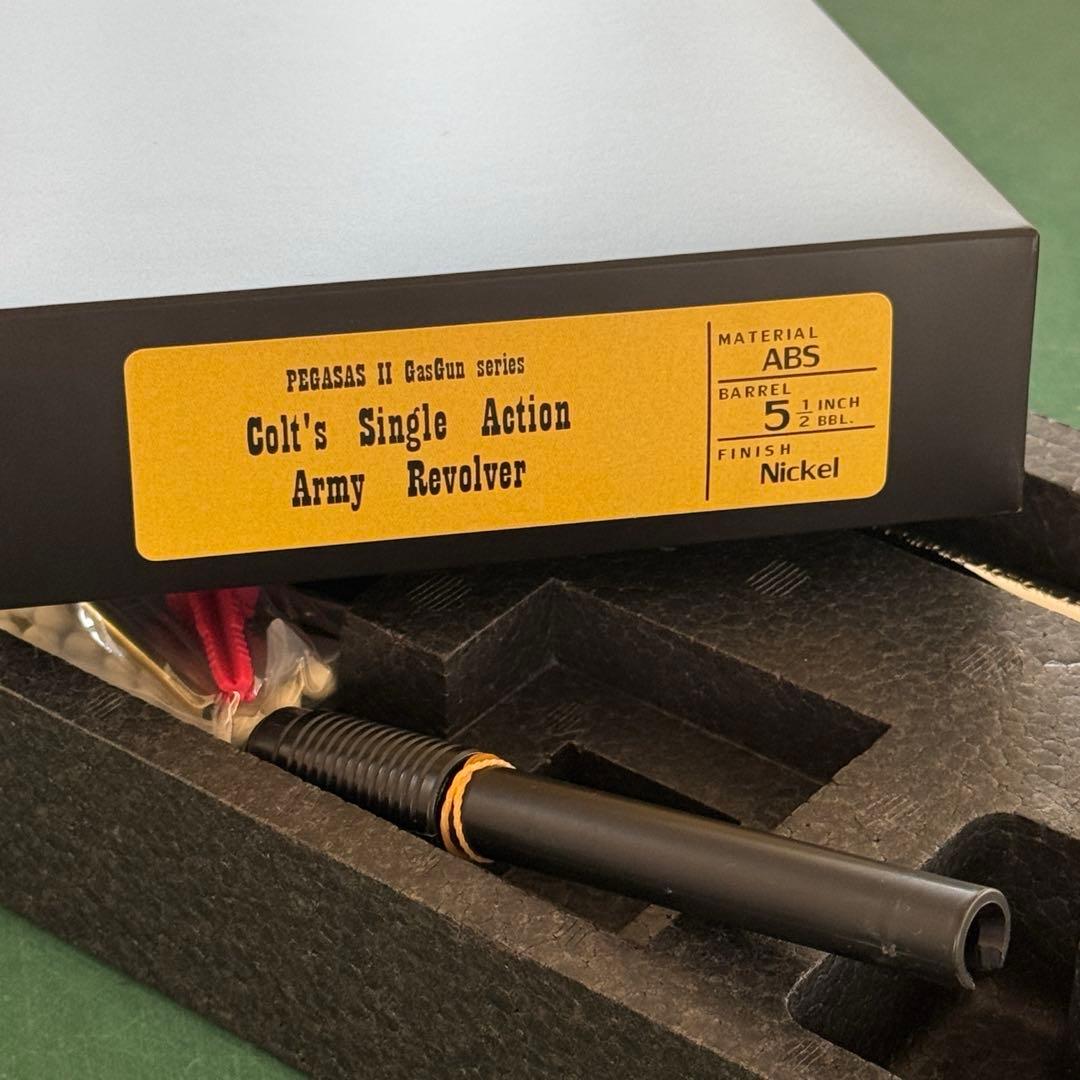 PEGASAS II GasGun series
Colt's Single Action
Army Revolver
MATERIAL
ABS
BARREL
5 1/2 INCH BBL.
FINISH
Nickel